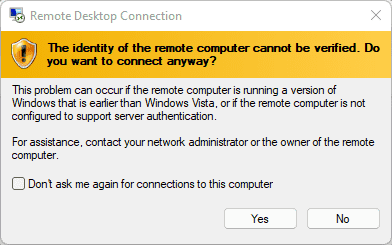 Remote Desktop Connection
The identity of the remote computer cannot be verified. Do
you want to connect anyway?
This problem can occur if the remote computer is running a version of
Windows that is earlier than Windows Vista, or if the remote computer is not
configured to support server authentication.
For assistance, contact your network administrator or the owner of the remote
computer.
Don't ask me again for connections to this computer
Yes No